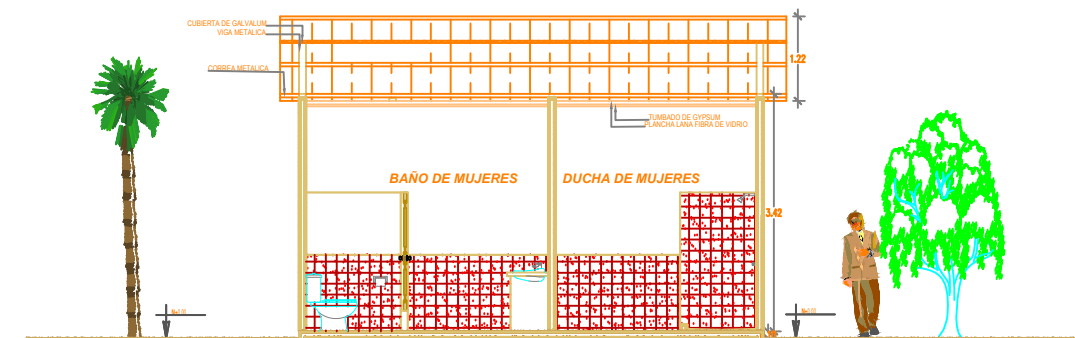 CUBIERTA DE GALVALUM
VIGA METALICA
CORREA METALICA
1.22
TUMBADO DE GYPSUM
PLANCHA LANA FIBRA DE VIDRIO
BAÑO DE MUJERES
DUCHA DE MUJERES
3.42